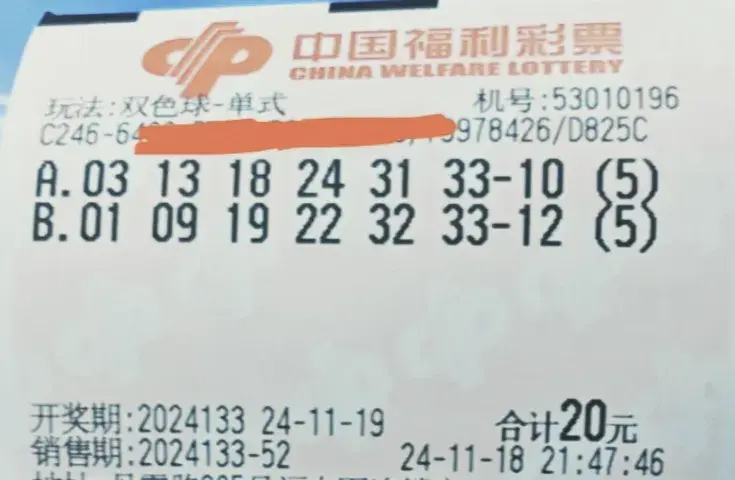 中国福利彩票
CHINA WELFARE LOTTERY
玩法:双色球-单式 机号:53010196
C246-64 978426/D825C
A.03 13 18 24 31 33-10 (5)
B.01 09 19 22 32 33-12 (5)
开奖期:2024133 24-11-19 合计20元
销售期:2024133-52 24-11-18 21:47:46